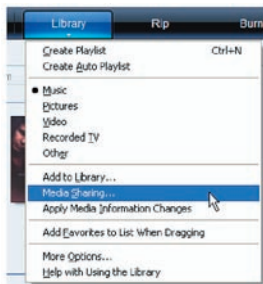 Library Rip Burn
Create Playlist Ctrl+N
Create Auto Playlist
Music
Pictures
Video
Recorded TV
Other
Add to Library...
Media Sharing...
Apply Media Information Changes
Add Favorites to List When Dragging
More Options...
Help with Using the Library